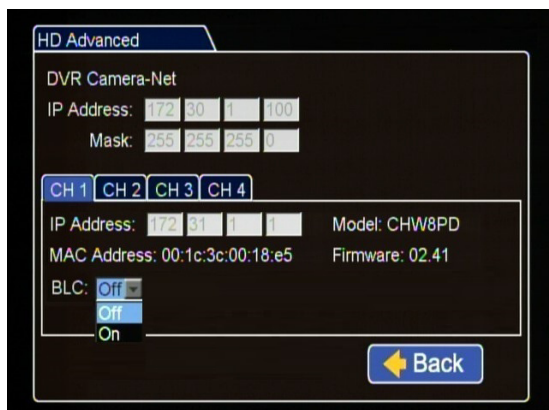 HD Advanced
DVR Camera-Net
IP Address: 172 30 1 100
Mask: 255 255 255 0
CH 1 CH 2 CH 3 CH 4
IP Address: 172 31 1 1 Model: CHW8PD
MAC Address: 00:1c:3c:00:18:e5 Firmware: 02.41
BLC: Off
Off
On
Back